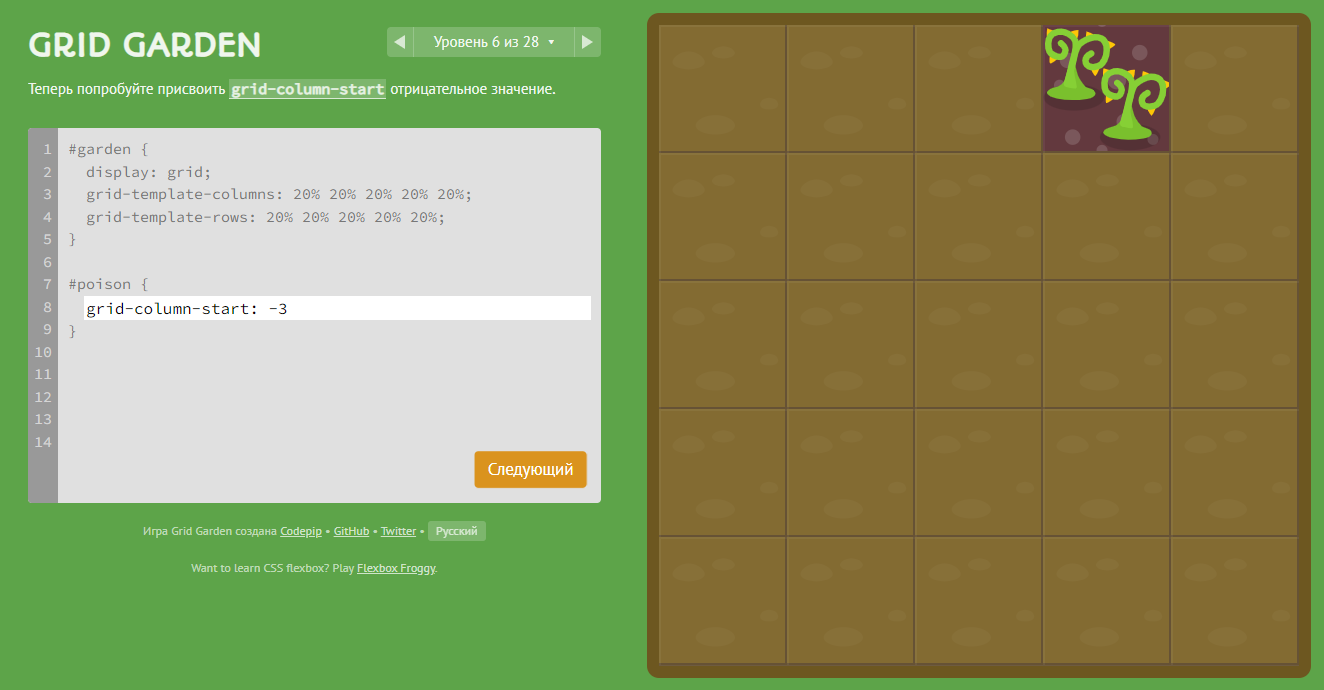 GRID GARDEN
◀ Уровень 6 из 28 ▾ ▶
Теперь попробуйте присвоить grid-column-start отрицательное значение.
1 #garden {
2 display: grid;
3 grid-template-columns: 20% 20% 20% 20% 20%;
4 grid-template-rows: 20% 20% 20% 20% 20%;
5 }
6
7 #poison {
8 grid-column-start: -3
9 }
10
11
12
13
14
Следующий
Игра Grid Garden создана Codepip • GitHub • Twitter • Русский
Want to learn CSS flexbox? Play Flexbox Froggy.